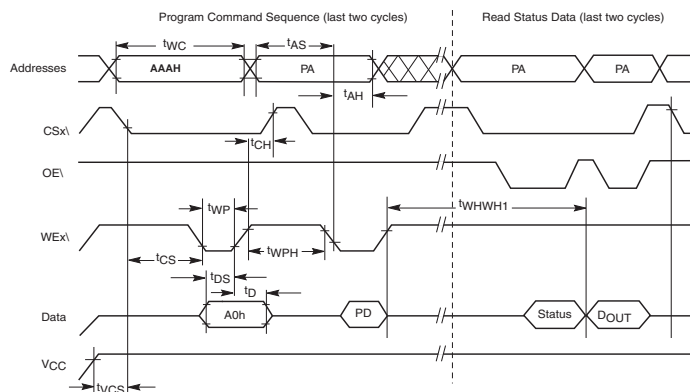 Program Command Sequence (last two cycles)
Read Status Data (last two cycles)
tWC
tAS
Addresses
AAAH
PA
PA
PA
tAH
CSx\
tCH
OE\
tWP
tWHWH1
WEx\
tCS
tWPH
tDS
tD
Data
A0h
PD
Status
DOUT
VCC
tVCS